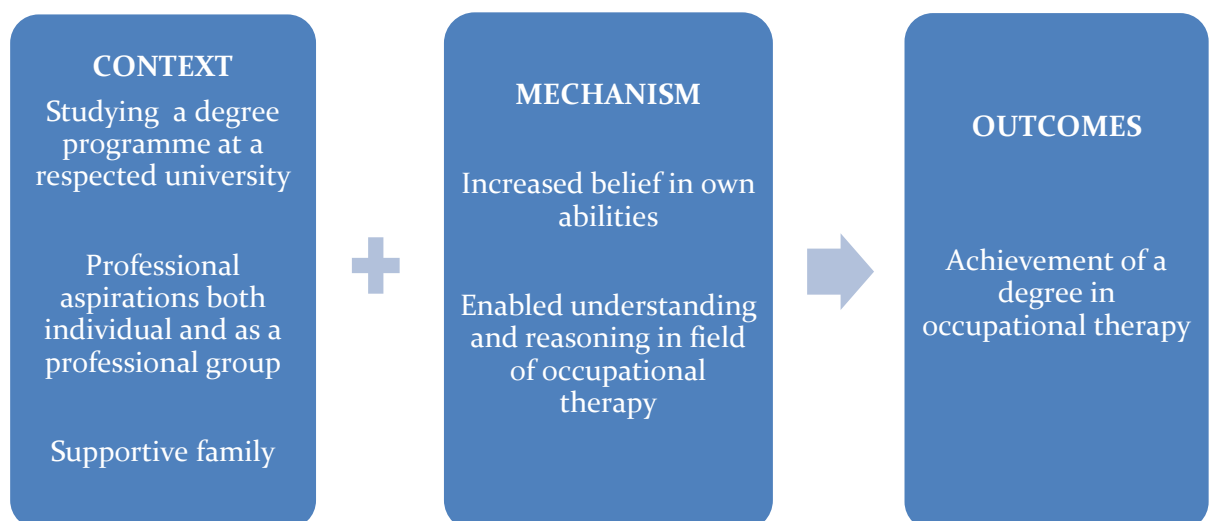 CONTEXT
Studying a degree
programme at a
respected university
Professional
aspirations both
individual and as a
professional group
Supportive family
MECHANISM
Increased belief in own
abilities
Enabled understanding
and reasoning in field
of occupational
therapy
OUTCOMES
Achievement of a
degree in
occupational therapy